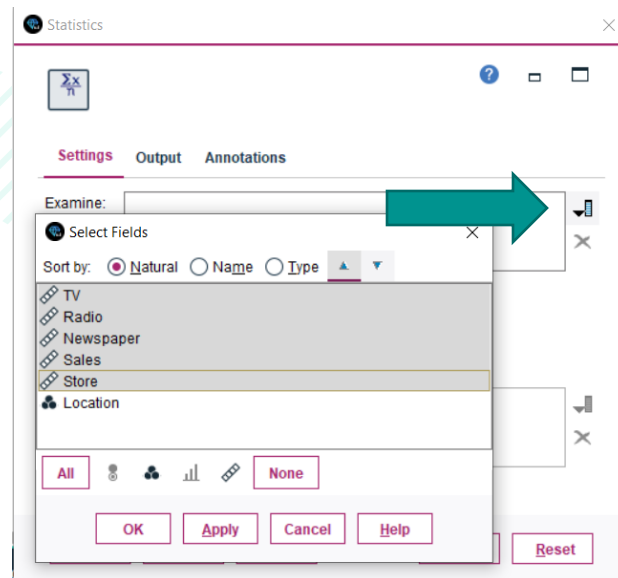 Statistics
Σx
n
?
Settings Output Annotations
Examine:
Select Fields
Sort by: Natural Name Type
TV
Radio
Newspaper
Sales
Store
Location
All None
OK Apply Cancel Help
Reset